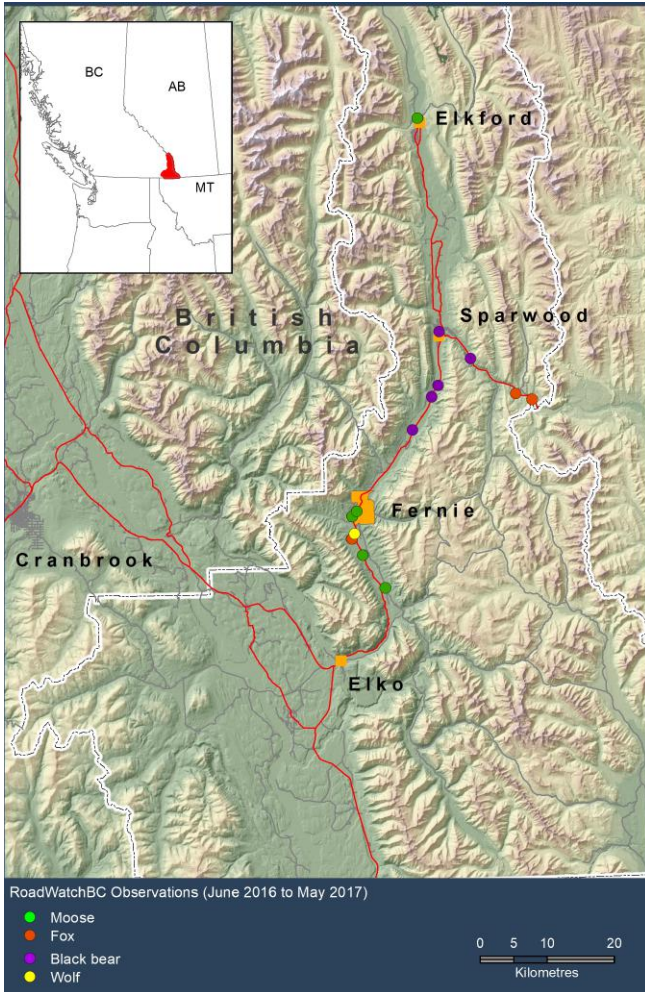 BC
AB
MT
Elkford
British
Columbia
Sparwood
Fernie
Cranbrook
Elko
RoadWatchBC Observations (June 2016 to May 2017)
Moose
Fox
Black bear
Wolf
0 5 10 20
Kilometres